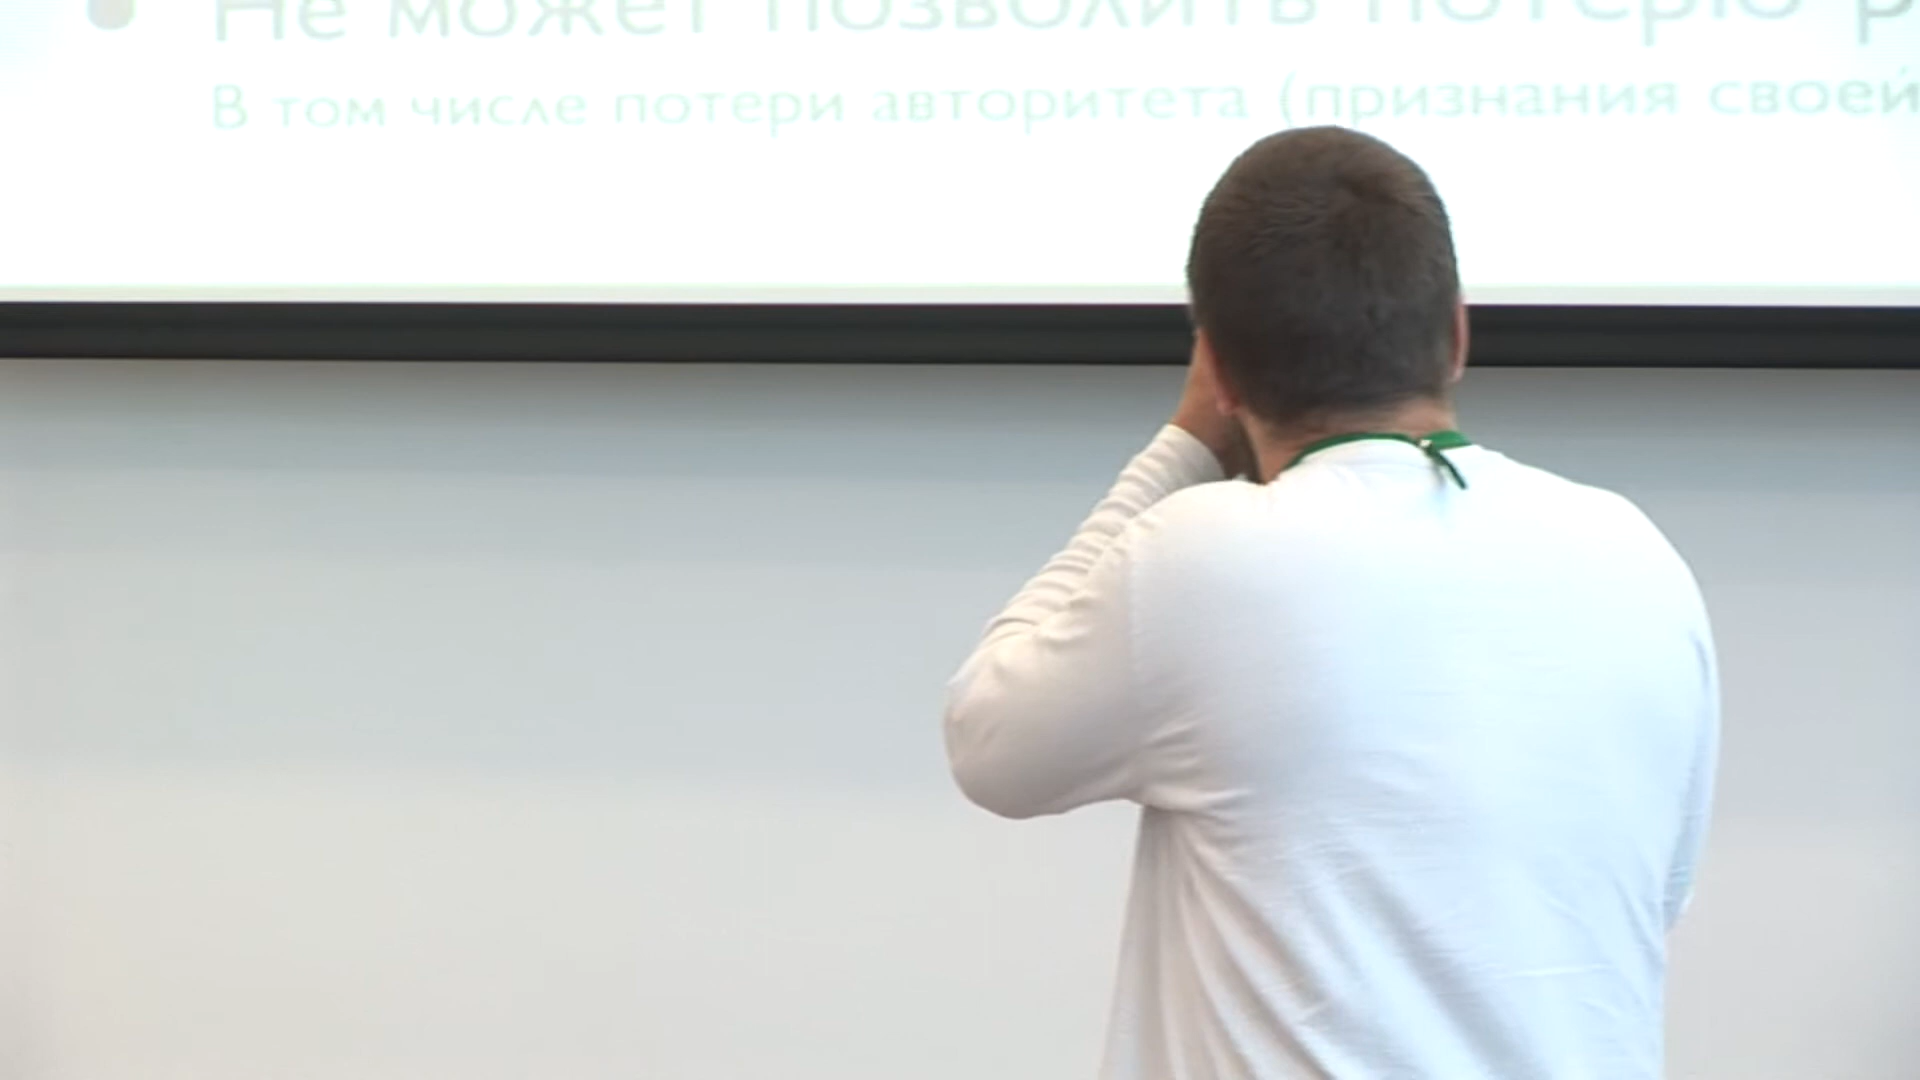 Не может позволить потерю
В том числе потери авторитета (признания своей